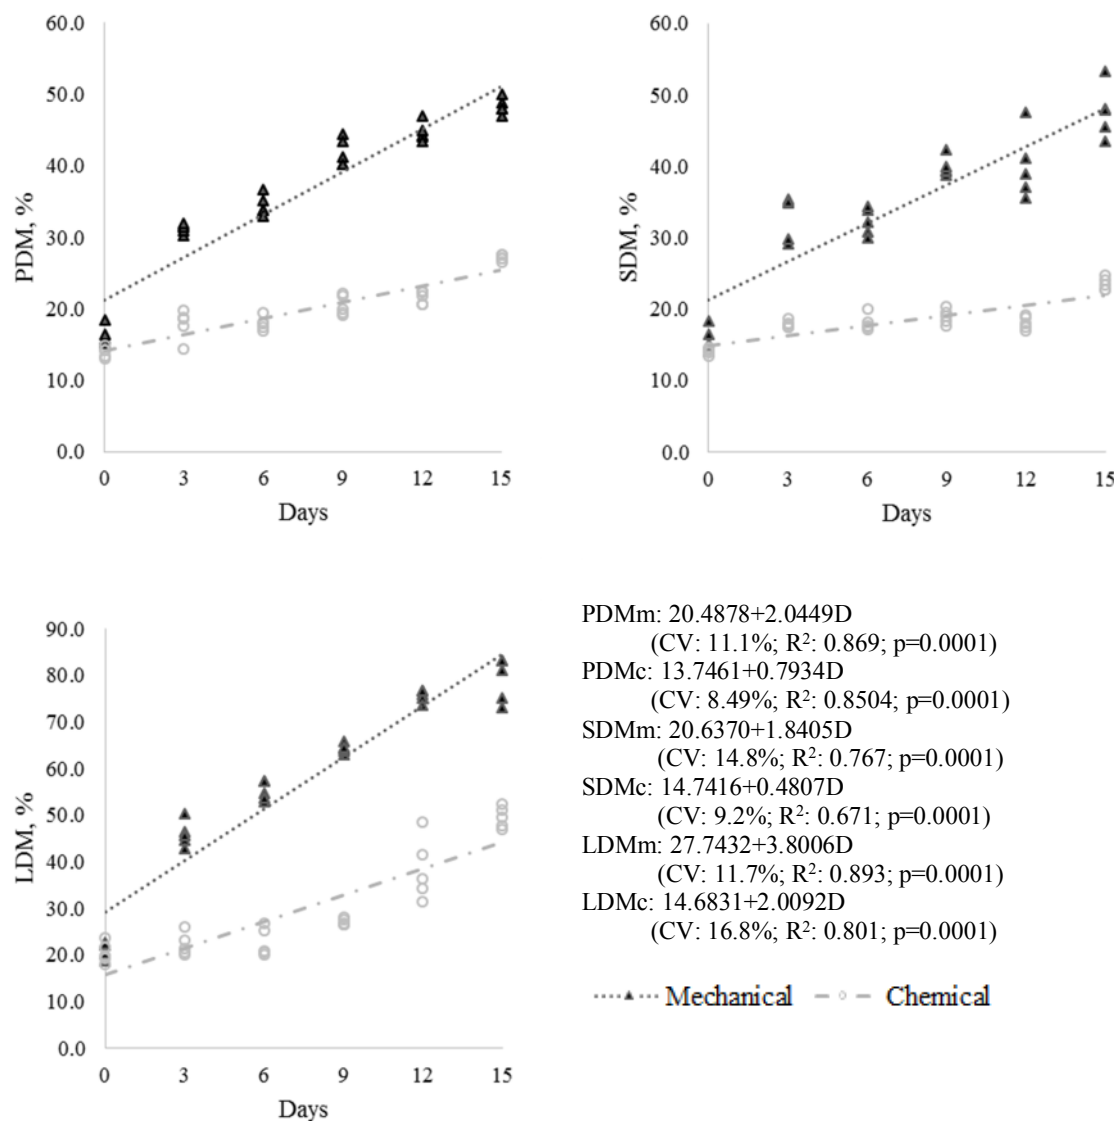 60.0
50.0
40.0
30.0
20.0
10.0
0.0
PDM, %
0 3 6 9 12 15
Days
60.0
50.0
40.0
30.0
20.0
10.0
0.0
SDM, %
0 3 6 9 12 15
Days
90.0
80.0
70.0
60.0
50.0
40.0
30.0
20.0
10.0
0.0
LDM, %
0 3 6 9 12 15
Days
PDMm: 20.4878+2.0449D
(CV: 11.1%; R²: 0.869; p=0.0001)
PDMc: 13.7461+0.7934D
(CV: 8.49%; R²: 0.8504; p=0.0001)
SDMm: 20.6370+1.8405D
(CV: 14.8%; R²: 0.767; p=0.0001)
SDMc: 14.7416+0.4807D
(CV: 9.2%; R²: 0.671; p=0.0001)
LDMm: 27.7432+3.8006D
(CV: 11.7%; R²: 0.893; p=0.0001)
LDMc: 14.6831+2.0092D
(CV: 16.8%; R²: 0.801; p=0.0001)
Mechanical Chemical